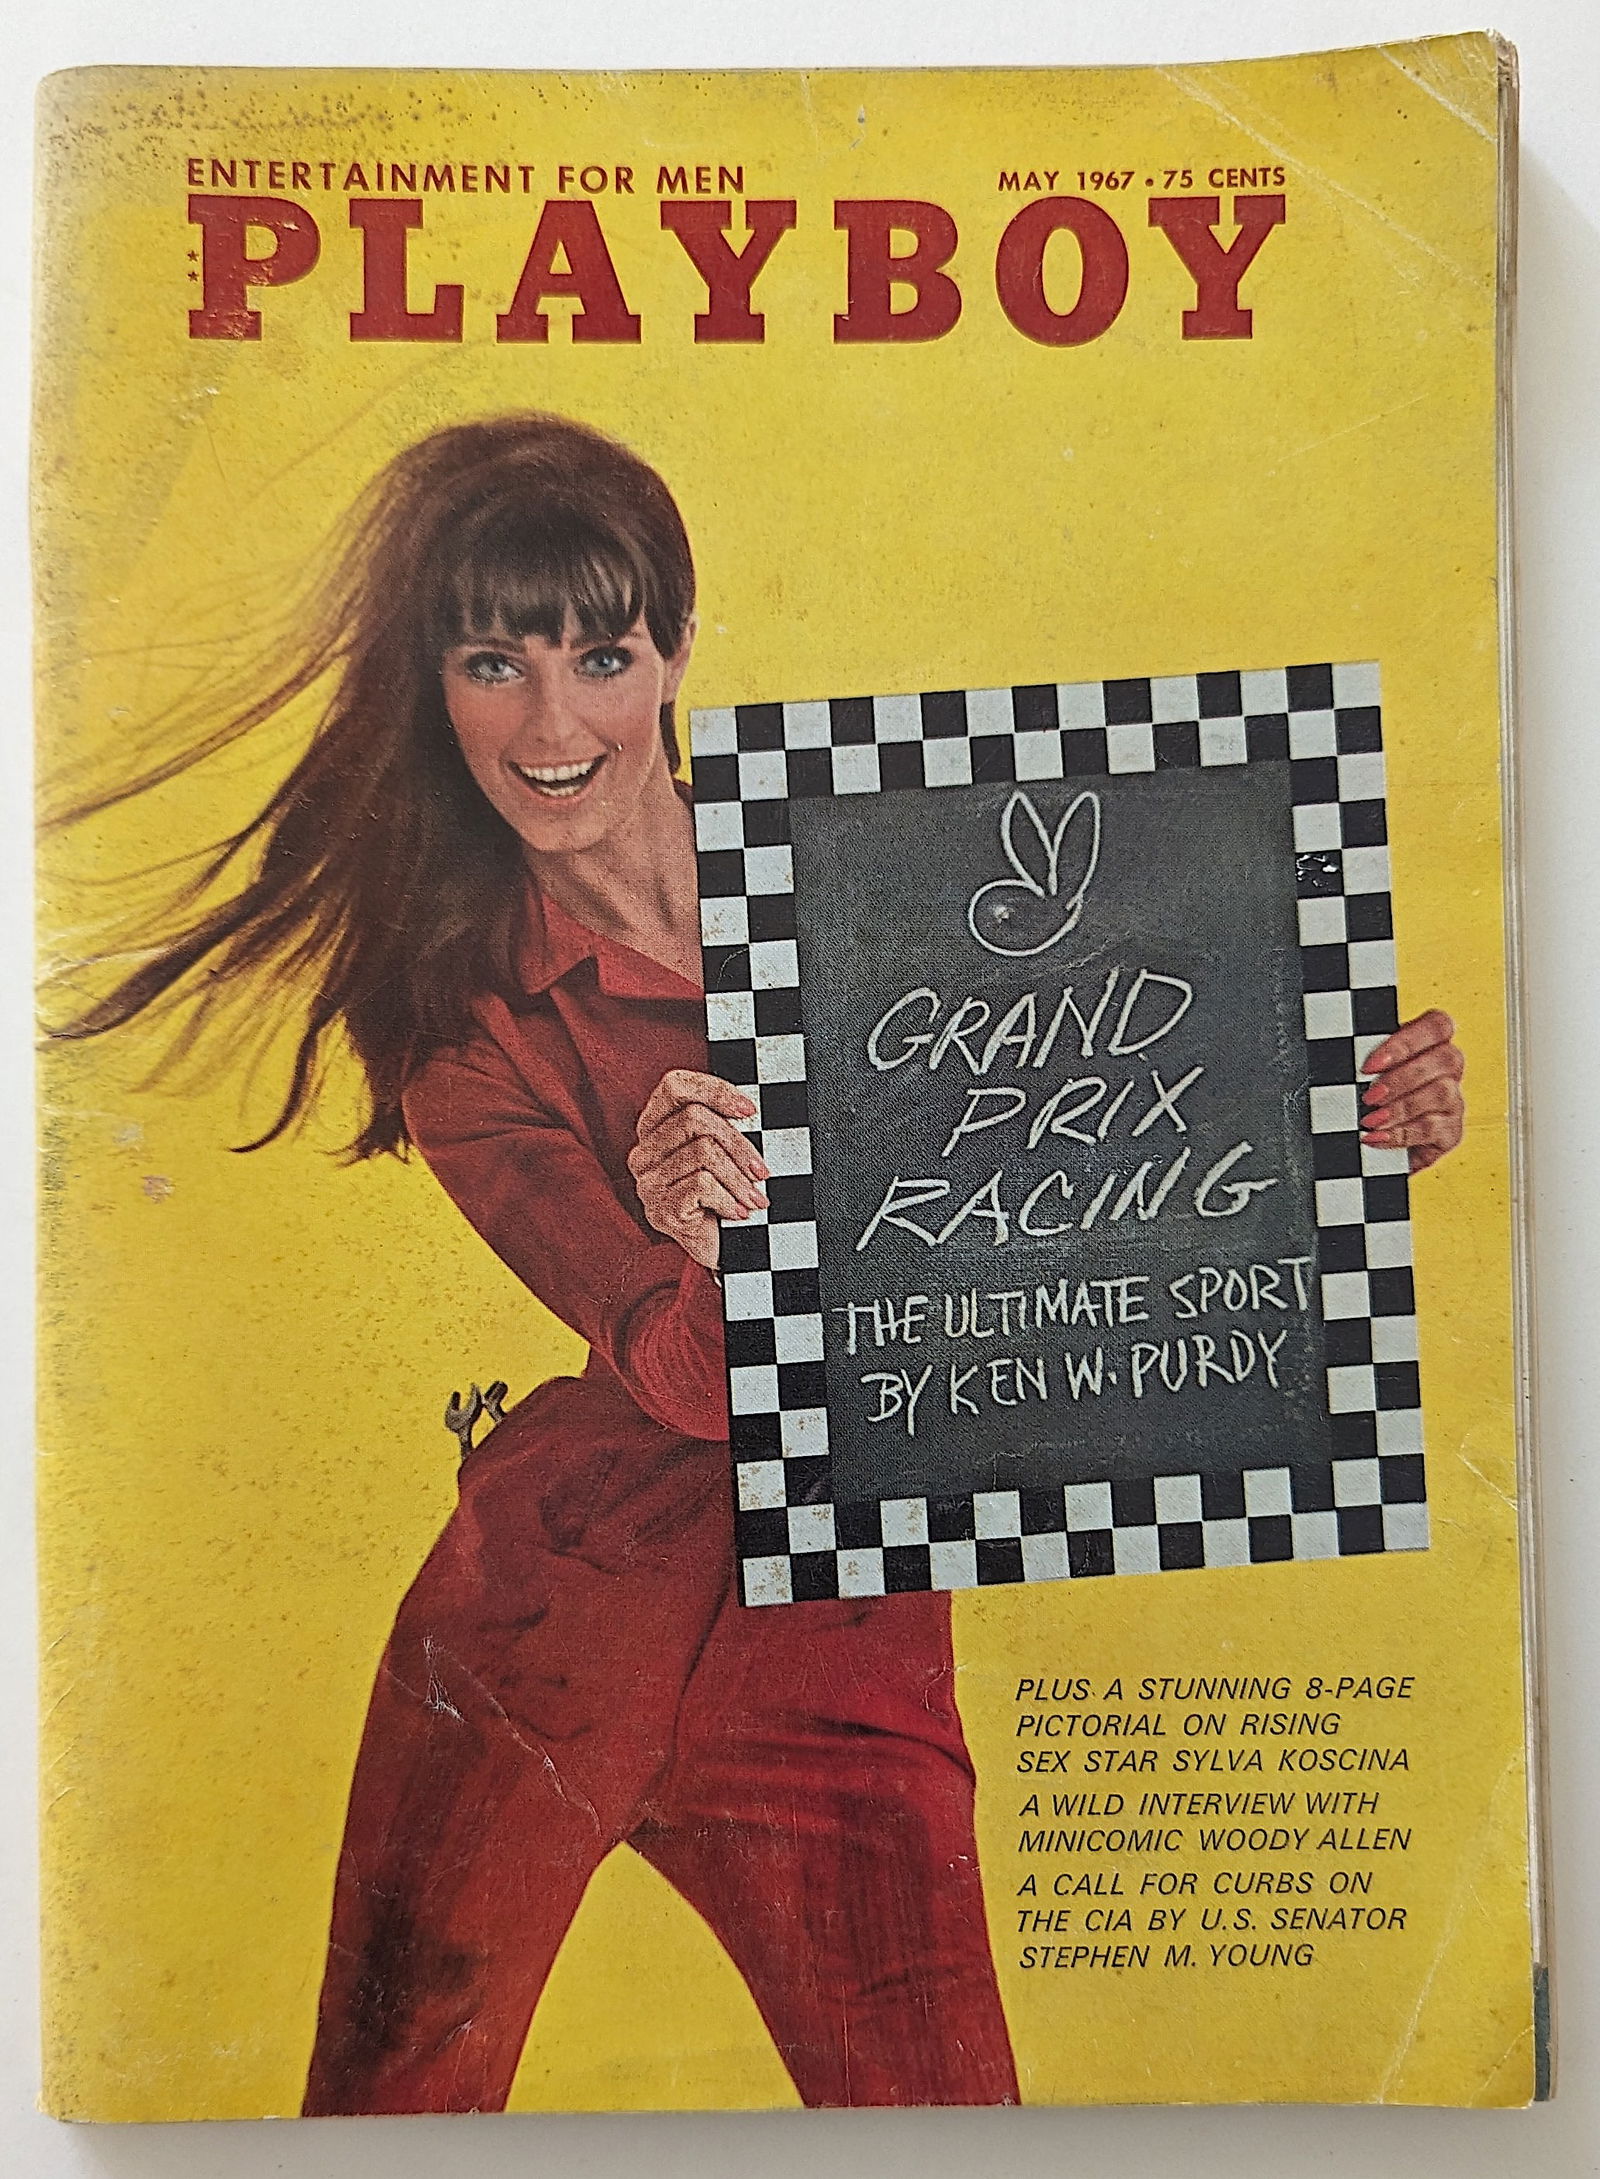 ENTERTAINMENT FOR MEN
MAY 1967 • 75 CENTS
PLAYBOY
GRAND
PRIX
RACING
THE ULTIMATE SPORT
BY KEN W. PURDY
PLUS A STUNNING 8-PAGE
PICTORIAL ON RISING
SEX STAR SYLVA KOSCINA
A WILD INTERVIEW WITH
MINICOMIC WOODY ALLEN
A CALL FOR CURBS ON
THE CIA BY U.S. SENATOR
STEPHEN M. YOUNG